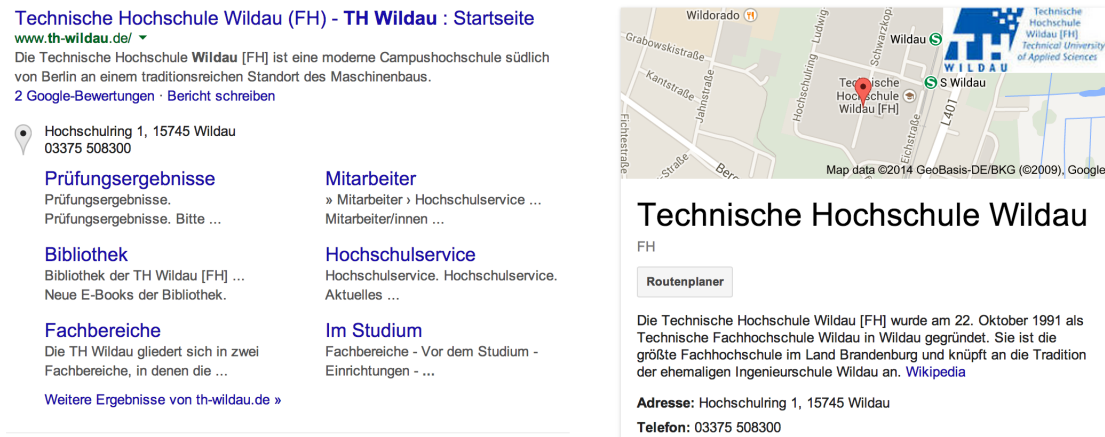 Technische Hochschule Wildau (FH) - TH Wildau : Startseite
www.th-wildau.de/
Die Technische Hochschule Wildau [FH] ist eine moderne Campushochschule südlich
von Berlin an einem traditionsreichen Standort des Maschinenbaus.
2 Google-Bewertungen · Bericht schreiben
Hochschulring 1, 15745 Wildau
03375 508300
Prüfungsergebnisse
Prüfungsergebnisse.
Prüfungsergebnisse. Bitte ...
Mitarbeiter
» Mitarbeiter › Hochschulservice ...
Mitarbeiter/innen ...
Bibliothek
Bibliothek der TH Wildau [FH] ...
Neue E-Books der Bibliothek.
Hochschulservice
Hochschulservice. Hochschulservice.
Aktuelles ...
Fachbereiche
Die TH Wildau gliedert sich in zwei
Fachbereiche, in denen die ...
Im Studium
Fachbereiche - Vor dem Studium -
Einrichtungen - ...
Weitere Ergebnisse von th-wildau.de »
Wildorado
Grabowskistraße
Kantstraße
Jahnstraße
Fichtestraße
Hochschulring
Ludwig
Schwarzkop
Wildau S
S S Wildau
Technische
Hochschule
Wildau [FH]
Eichstraße
L401
-straße
Berg
TH
WILDAU
Technische
Hochschule
Wildau [FH]
Technical University
of Applied Sciences
Map data ©2014 GeoBasis-DE/BKG (©2009), Google
Technische Hochschule Wildau
FH
Routenplaner
Die Technische Hochschule Wildau [FH] wurde am 22. Oktober 1991 als
Technische Fachhochschule Wildau in Wildau gegründet. Sie ist die
größte Fachhochschule im Land Brandenburg und knüpft an die Tradition
der ehemaligen Ingenieurschule Wildau an. Wikipedia
Adresse: Hochschulring 1, 15745 Wildau
Telefon: 03375 508300